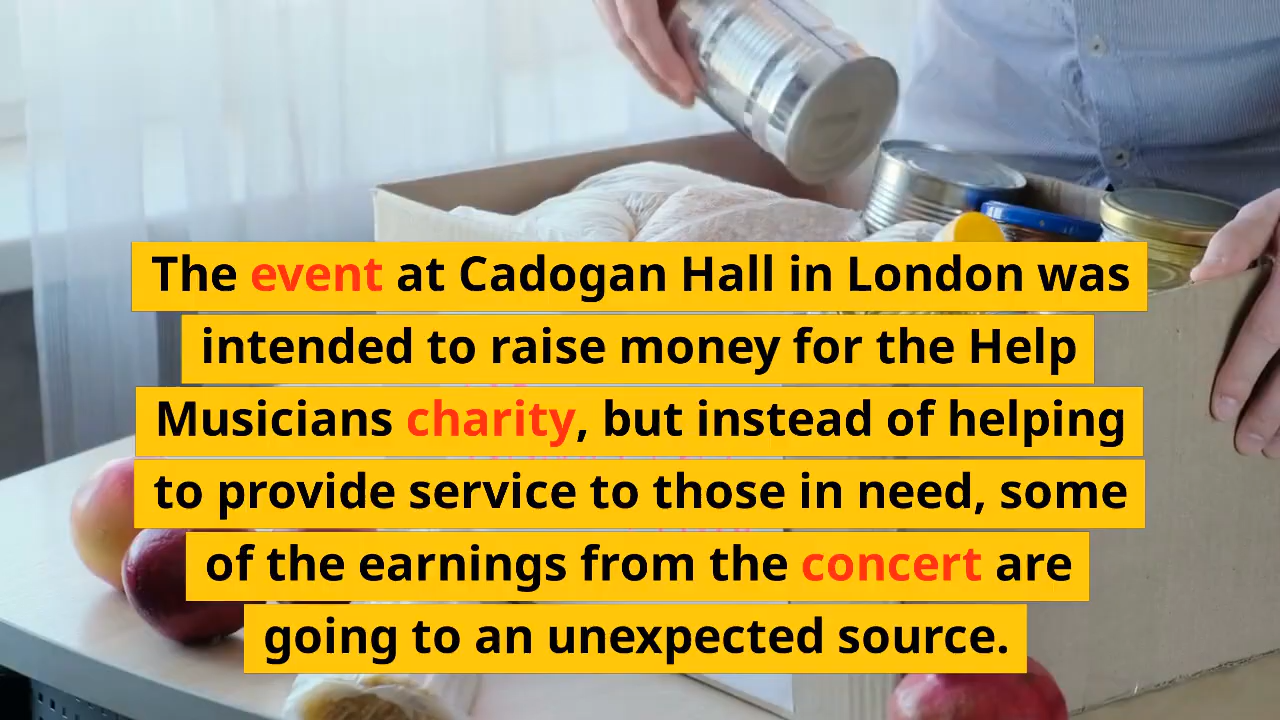 The event at Cadogan Hall in London was
intended to raise money for the Help
Musicians charity, but instead of helping
to provide service to those in need, some
of the earnings from the concert are
going to an unexpected source.